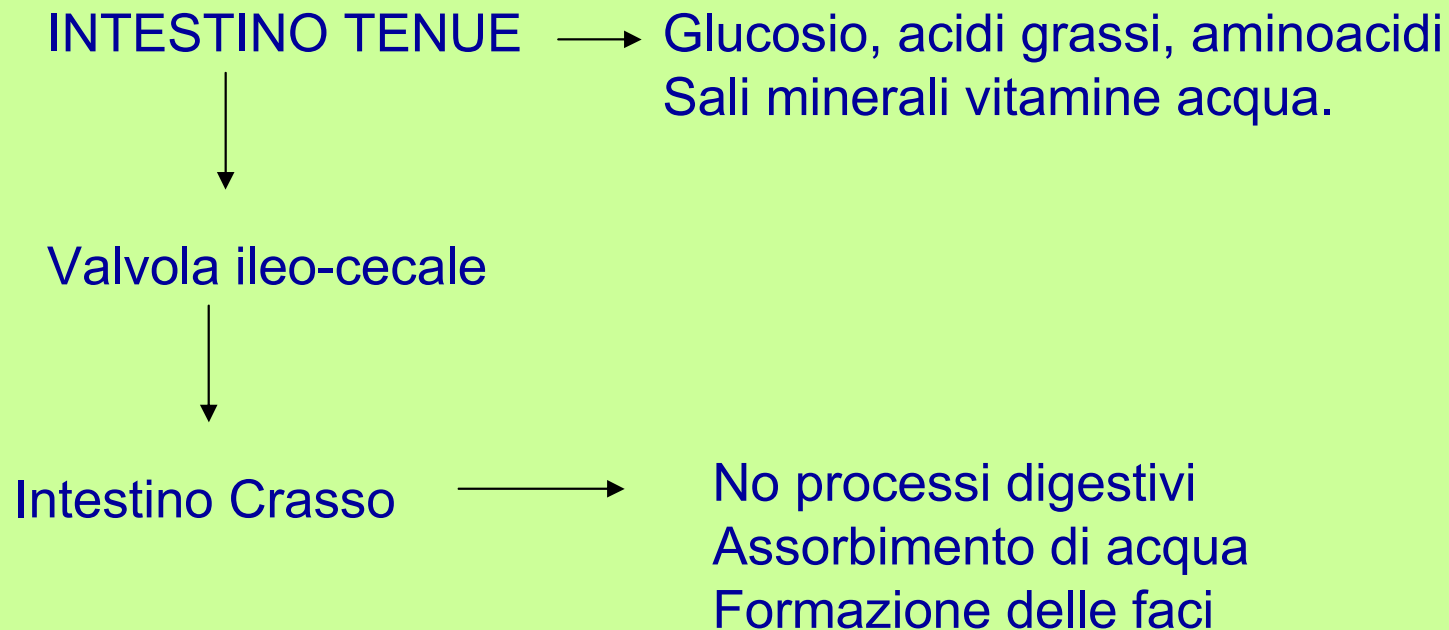 INTESTINO TENUE
Glucosio, acidi grassi, aminoacidi
Sali minerali vitamine acqua.
Valvola ileo-cecale
Intestino Crasso
No processi digestivi
Assorbimento di acqua
Formazione delle faci